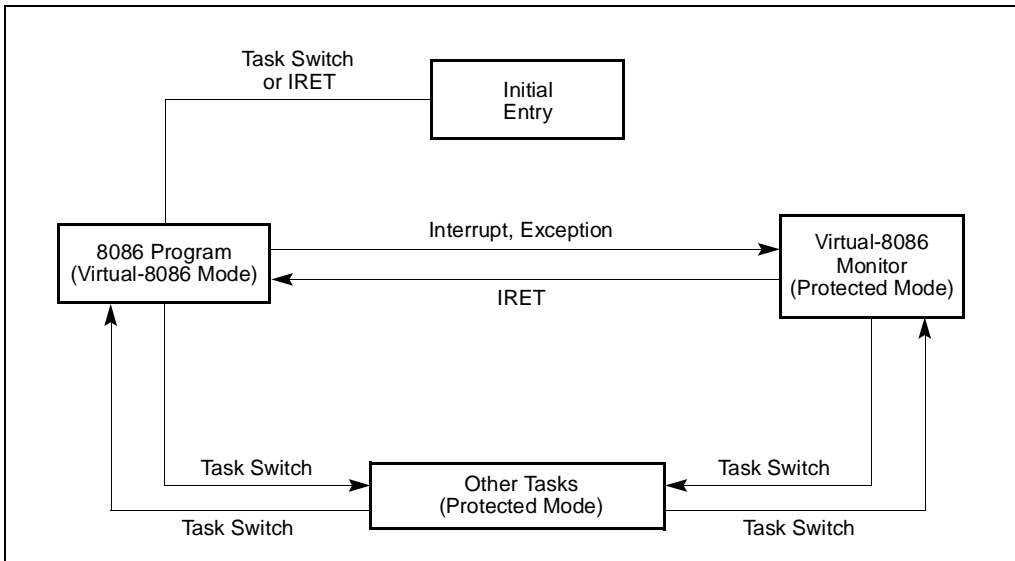 Task Switch
or IRET
Initial
Entry
8086 Program
(Virtual-8086 Mode)
Interrupt, Exception
IRET
Virtual-8086
Monitor
(Protected Mode)
Task Switch
Task Switch
Other Tasks
(Protected Mode)
Task Switch
Task Switch